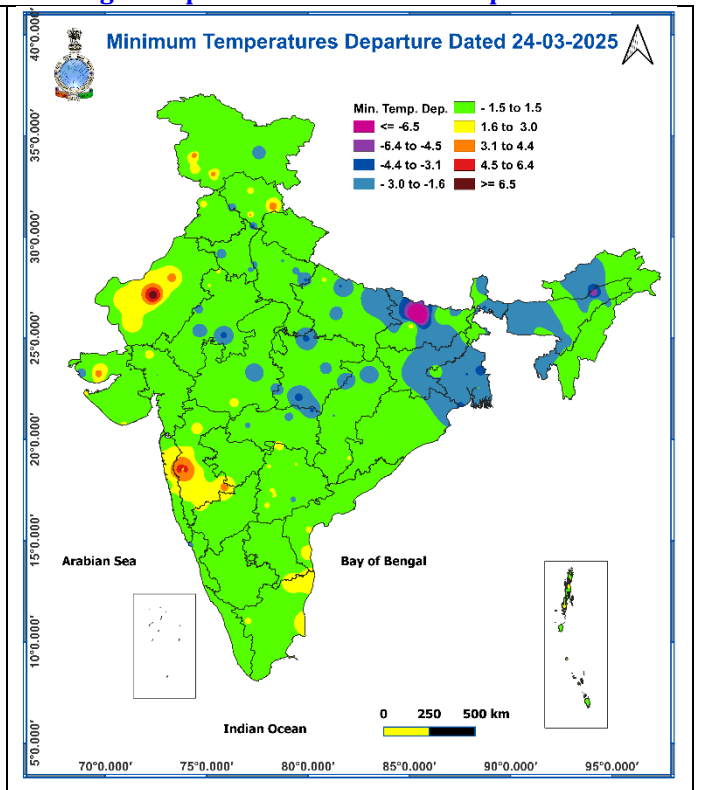 Minimum Temperatures Departure Dated 24-03-2025
Min. Temp. Dep.
<= -6.5
-6.4 to -4.5
-4.4 to -3.1
- 3.0 to -1.6
- 1.5 to 1.5
1.6 to 3.0
3.1 to 4.4
4.5 to 6.4
>= 6.5
40°0.000'
35°0.000'
30°0.000'
25°0.000'
20°0.000'
15°0.000'
10°0.000'
5°0.000'
Arabian Sea
Bay of Bengal
Indian Ocean
0 250 500 km
70°0.000' 75°0.000' 80°0.000' 85°0.000' 90°0.000' 95°0.000'